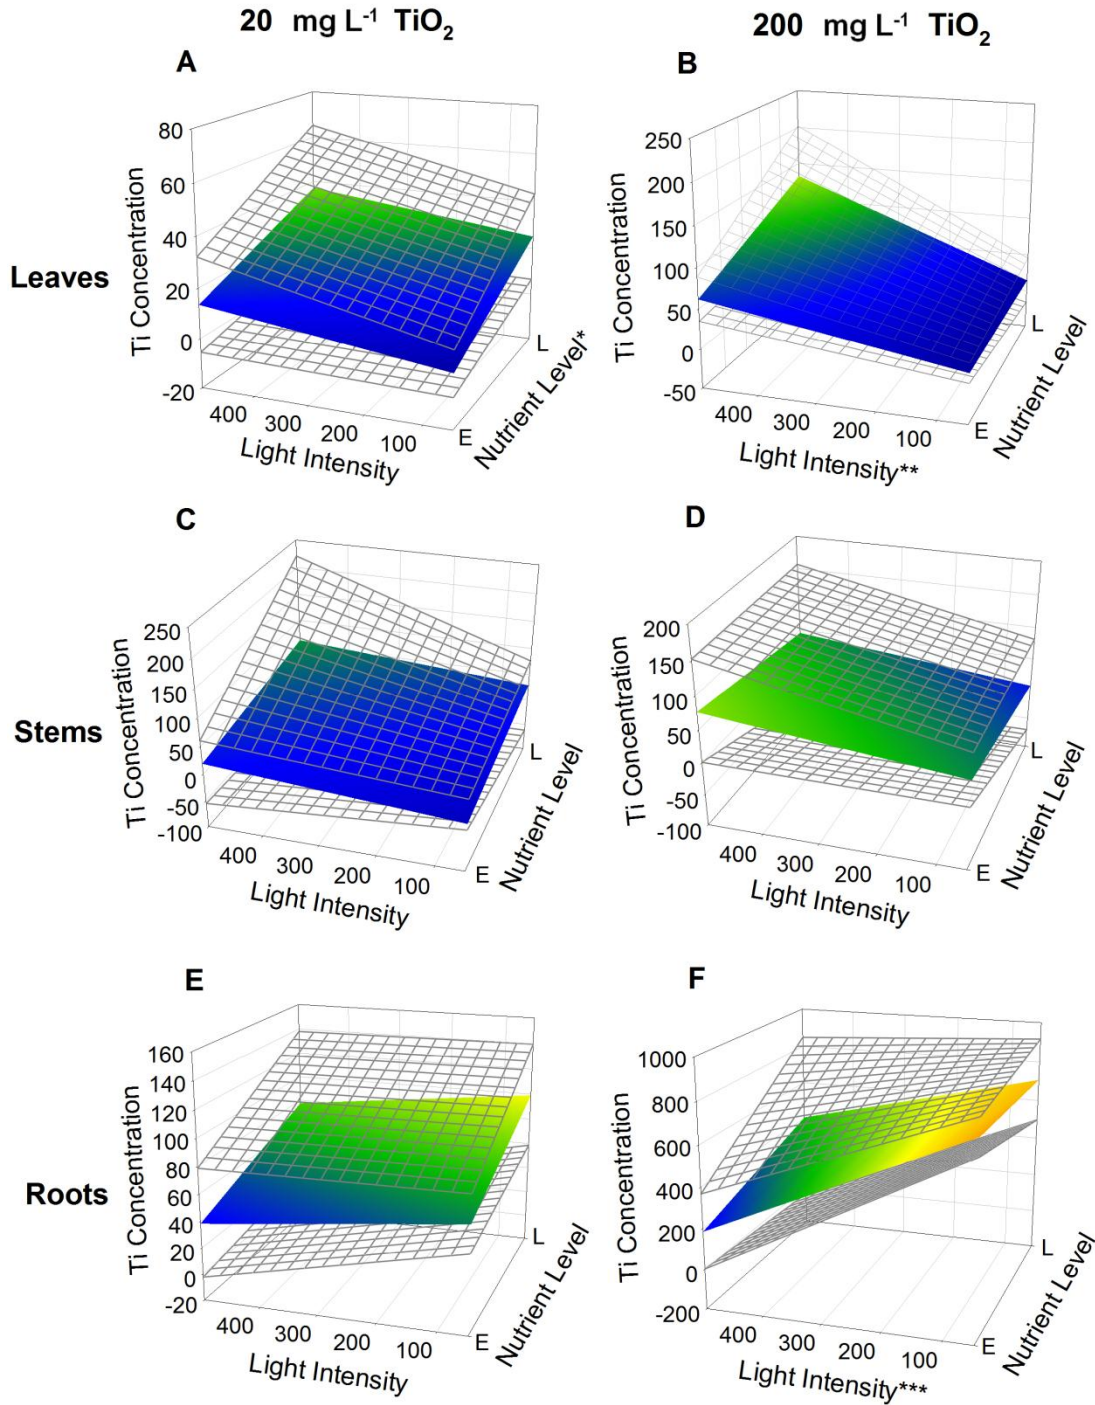 20 mg L-1 TiO2
200 mg L-1 TiO2
A
B
Leaves
Ti Concentration
80
60
40
20
0
-20
400
300
200
100
Light Intensity
E
L
Nutrient Level*
Ti Concentration
250
200
150
100
50
0
-50
400
300
200
100
Light Intensity**
E
L
Nutrient Level
C
D
Stems
Ti Concentration
250
200
150
100
50
0
-50
-100
400
300
200
100
Light Intensity
E
L
Nutrient Level
Ti Concentration
200
150
100
50
0
-50
-100
400
300
200
100
Light Intensity
E
L
Nutrient Level
E
F
Roots
Ti Concentration
160
140
120
100
80
60
40
20
0
-20
400
300
200
100
Light Intensity
E
L
Nutrient Level
Ti Concentration
1000
800
600
400
200
0
-200
400
300
200
100
Light Intensity***
E
L
Nutrient Level